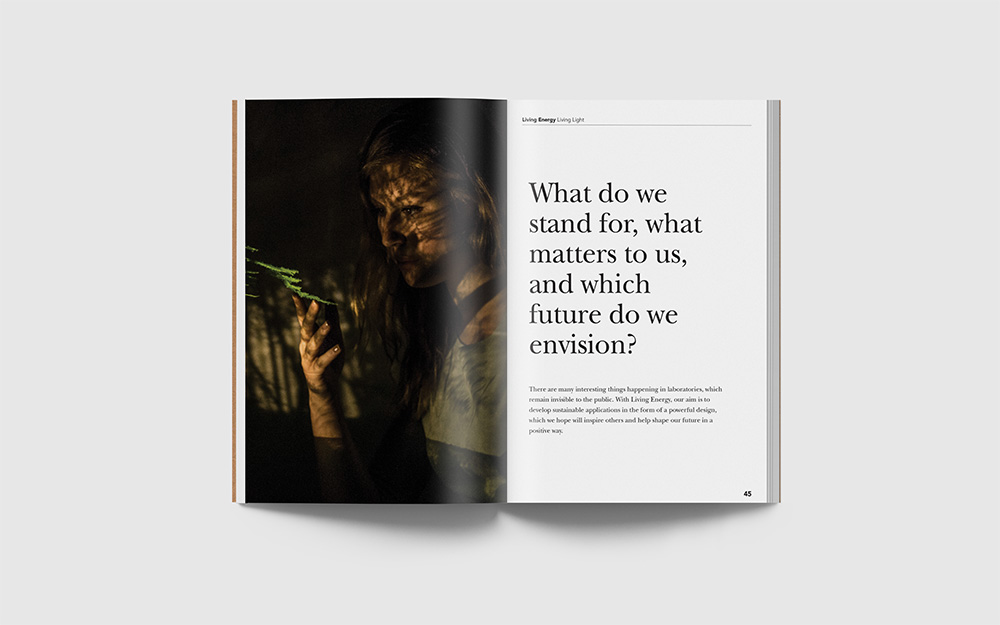 Living Energy Living Light
What do we
stand for, what
matters to us,
and which
future do we
envision?
There are many interesting things happening in laboratories, which
remain invisible to the public. With Living Energy, our aim is to
develop sustainable applications in the form of a powerful design,
which we hope will inspire others and help shape our future in a
positive way.
45